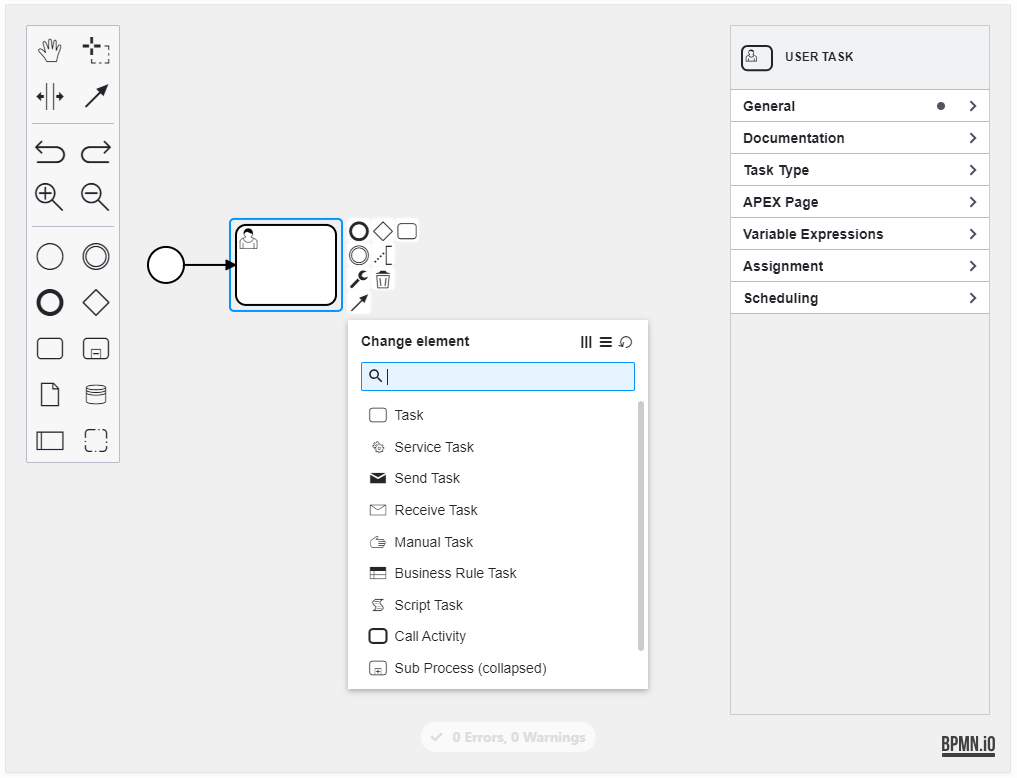 USER TASK
General
Documentation
Task Type
APEX Page
Variable Expressions
Assignment
Scheduling
Change element
Task
Service Task
Send Task
Receive Task
Manual Task
Business Rule Task
Script Task
Call Activity
Sub Process (collapsed)
0 Errors, 0 Warnings
BPMN.iO